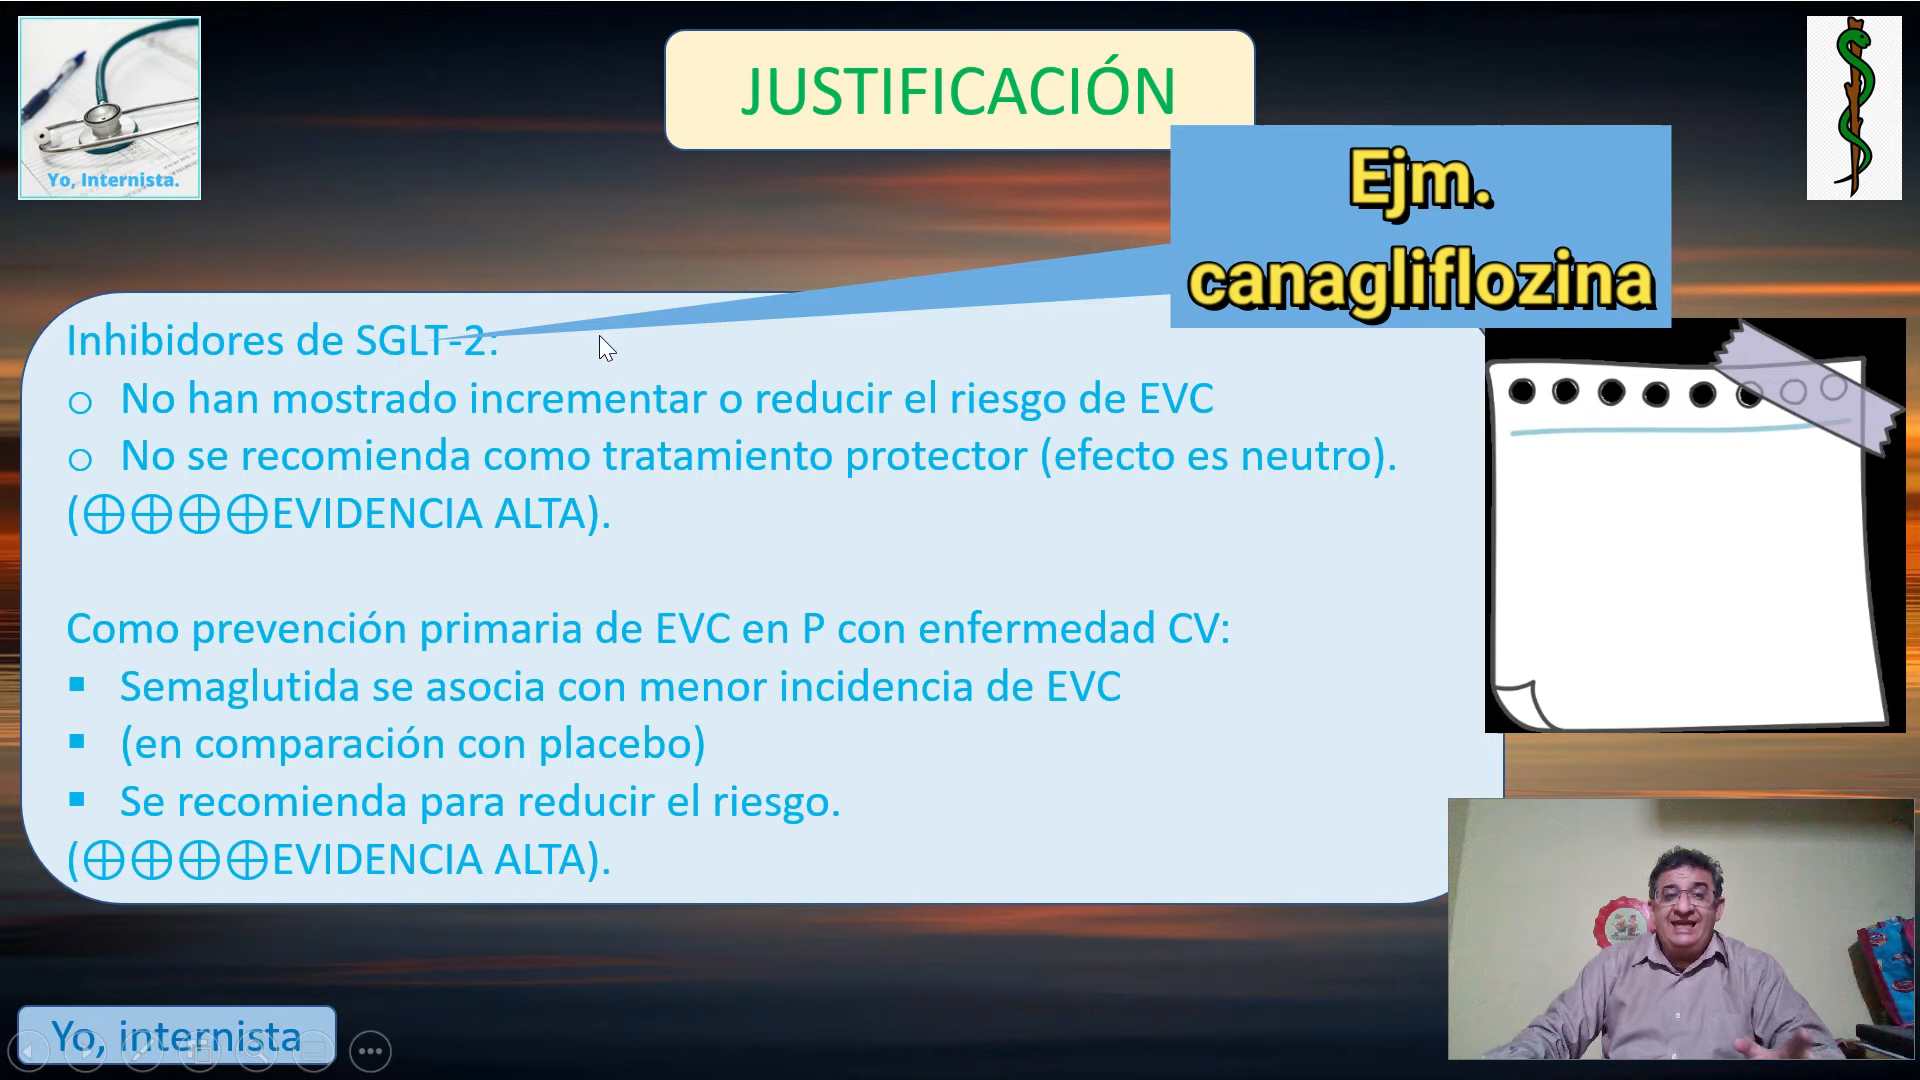 Yo, Internista.
JUSTIFICACIÓN
Ejm.
canagliflozina
Inhibidores de SGLT-2:
○ No han mostrado incrementar o reducir el riesgo de EVC
○ No se recomienda como tratamiento protector (efecto es neutro).
(⊕⊕⊕⊕EVIDENCIA ALTA).
Como prevención primaria de EVC en P con enfermedad CV:
▪ Semaglutida se asocia con menor incidencia de EVC
▪ (en comparación con placebo)
▪ Se recomienda para reducir el riesgo.
(⊕⊕⊕⊕EVIDENCIA ALTA).
Yo, internista